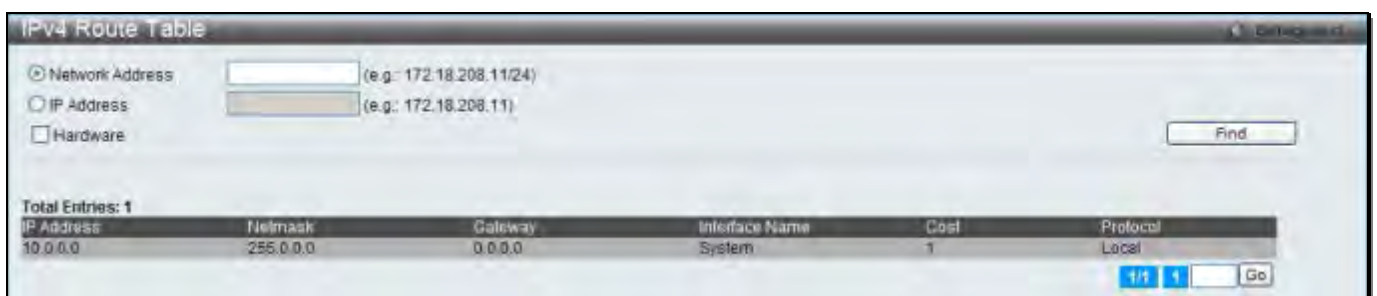 IPv4 Route Table
Network Address (e.g.: 172.18.208.11/24)
IP Address (e.g.: 172.18.208.11)
Hardware
Find
Total Entries: 1
IP Address Netmask Gateway Interface Name Cost Protocol
10.0.0.0 255.0.0.0 0.0.0.0 System 1 Local
1/1 1 Go